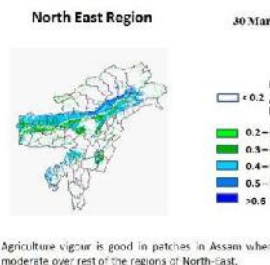 North East Region
30 Mar
< 0.2
0.2 –
0.3 –
0.4 –
0.5 –
>0.6
Agriculture vigour is good in patches in Assam wher
moderate over rest of the regions of North-East.